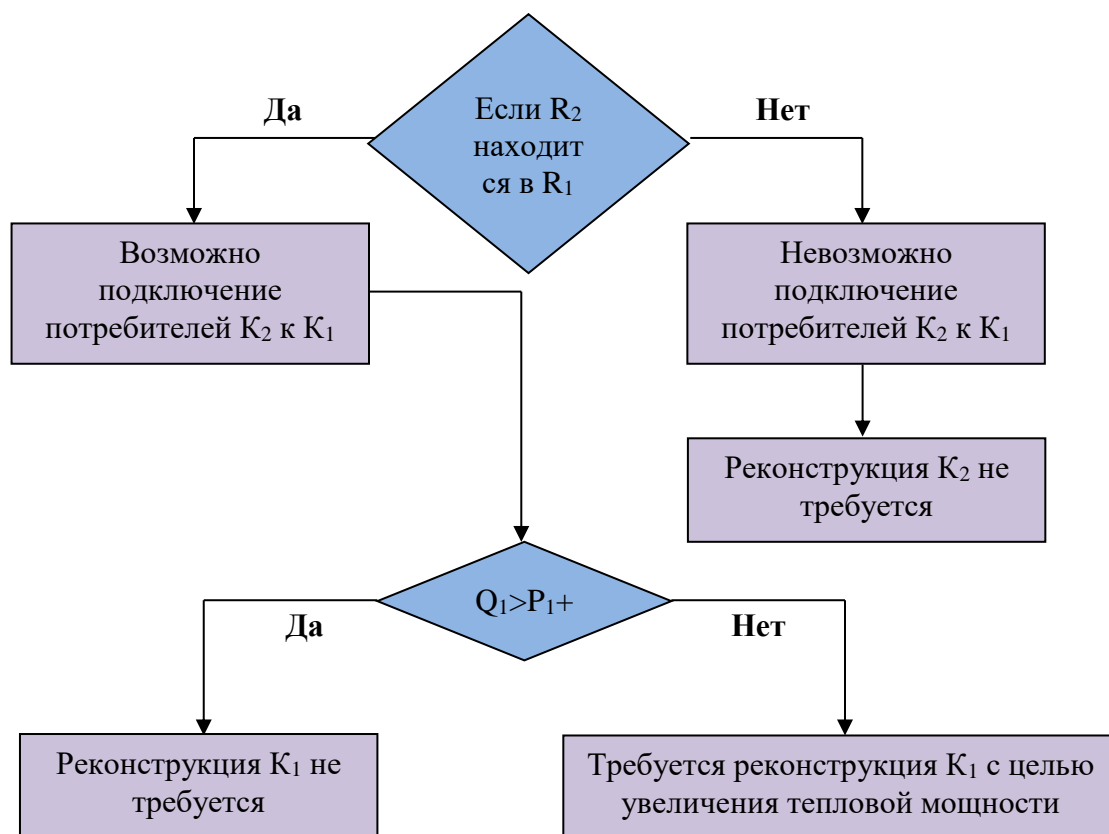 Да
Если R₂
находит
ся в R₁
Нет
Возможно
подключение
потребителей К₂ к К₁
Невозможно
подключение
потребителей К₂ к К₁
Реконструкция К₂ не
требуется
Q₁>P₁+
Да
Нет
Реконструкция К₁ не
требуется
Требуется реконструкция К₁ с целью
увеличения тепловой мощности